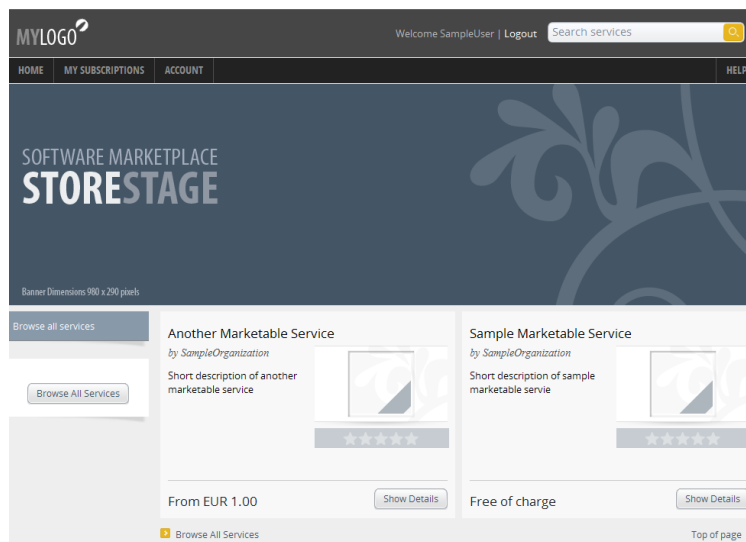 MYLOGO
Welcome SampleUser | Logout
Search services
HOME
MY SUBSCRIPTIONS
ACCOUNT
HELP
SOFTWARE MARKETPLACE
STORESTAGE
Banner Dimensions 980 x 290 pixels
Browse all services
Browse All Services
Another Marketable Service
by SampleOrganization
Short description of another
marketable service
From EUR 1.00
Show Details
Sample Marketable Service
by SampleOrganization
Short description of sample
marketable servie
Free of charge
Show Details
Browse All Services
Top of page